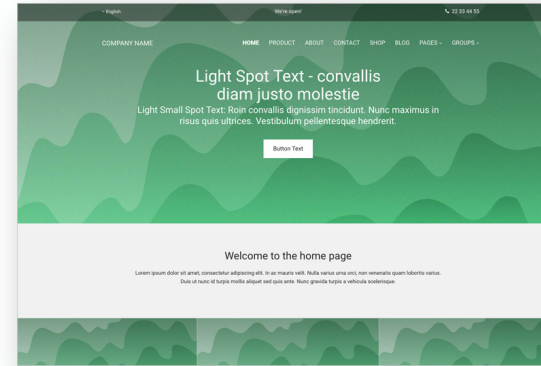 English
We're open!
22 33 44 55
COMPANY NAME
HOME PRODUCT ABOUT CONTACT SHOP BLOG PAGES GROUPS
Light Spot Text - convallis
diam justo molestie
Light Small Spot Text: Roin convallis dignissim tincidunt. Nunc maximus in
risus quis ultrices. Vestibulum pellentesque hendrerit.
Button Text
Welcome to the home page
Lorem ipsum dolor sit amet, consectetur adipiscing elit. In ac mauris velit. Nulla varius urna orci, non venenatis quam lobortis varius.
Duis ut nunc id turpis mollis aliquet sed quis ante. Nunc gravida turpis a vehicula scelerisque.